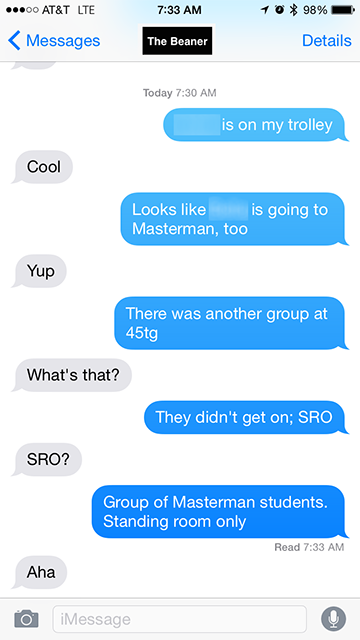 AT&T LTE 7:33 AM 98%
Messages The Beaner Details
Today 7:30 AM
is on my trolley
Cool
Looks like is going to
Masterman, too
Yup
There was another group at
45tg
What's that?
They didn't get on; SRO
SRO?
Group of Masterman students.
Standing room only
Read 7:33 AM
Aha
iMessage